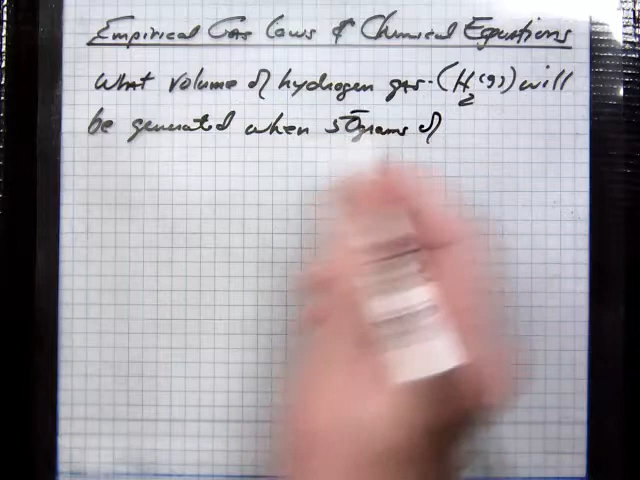 Empirical Gas Laws & Chemical Equations
What volume of hydrogen gas (H2(g)) will
be generated when 50 grams of